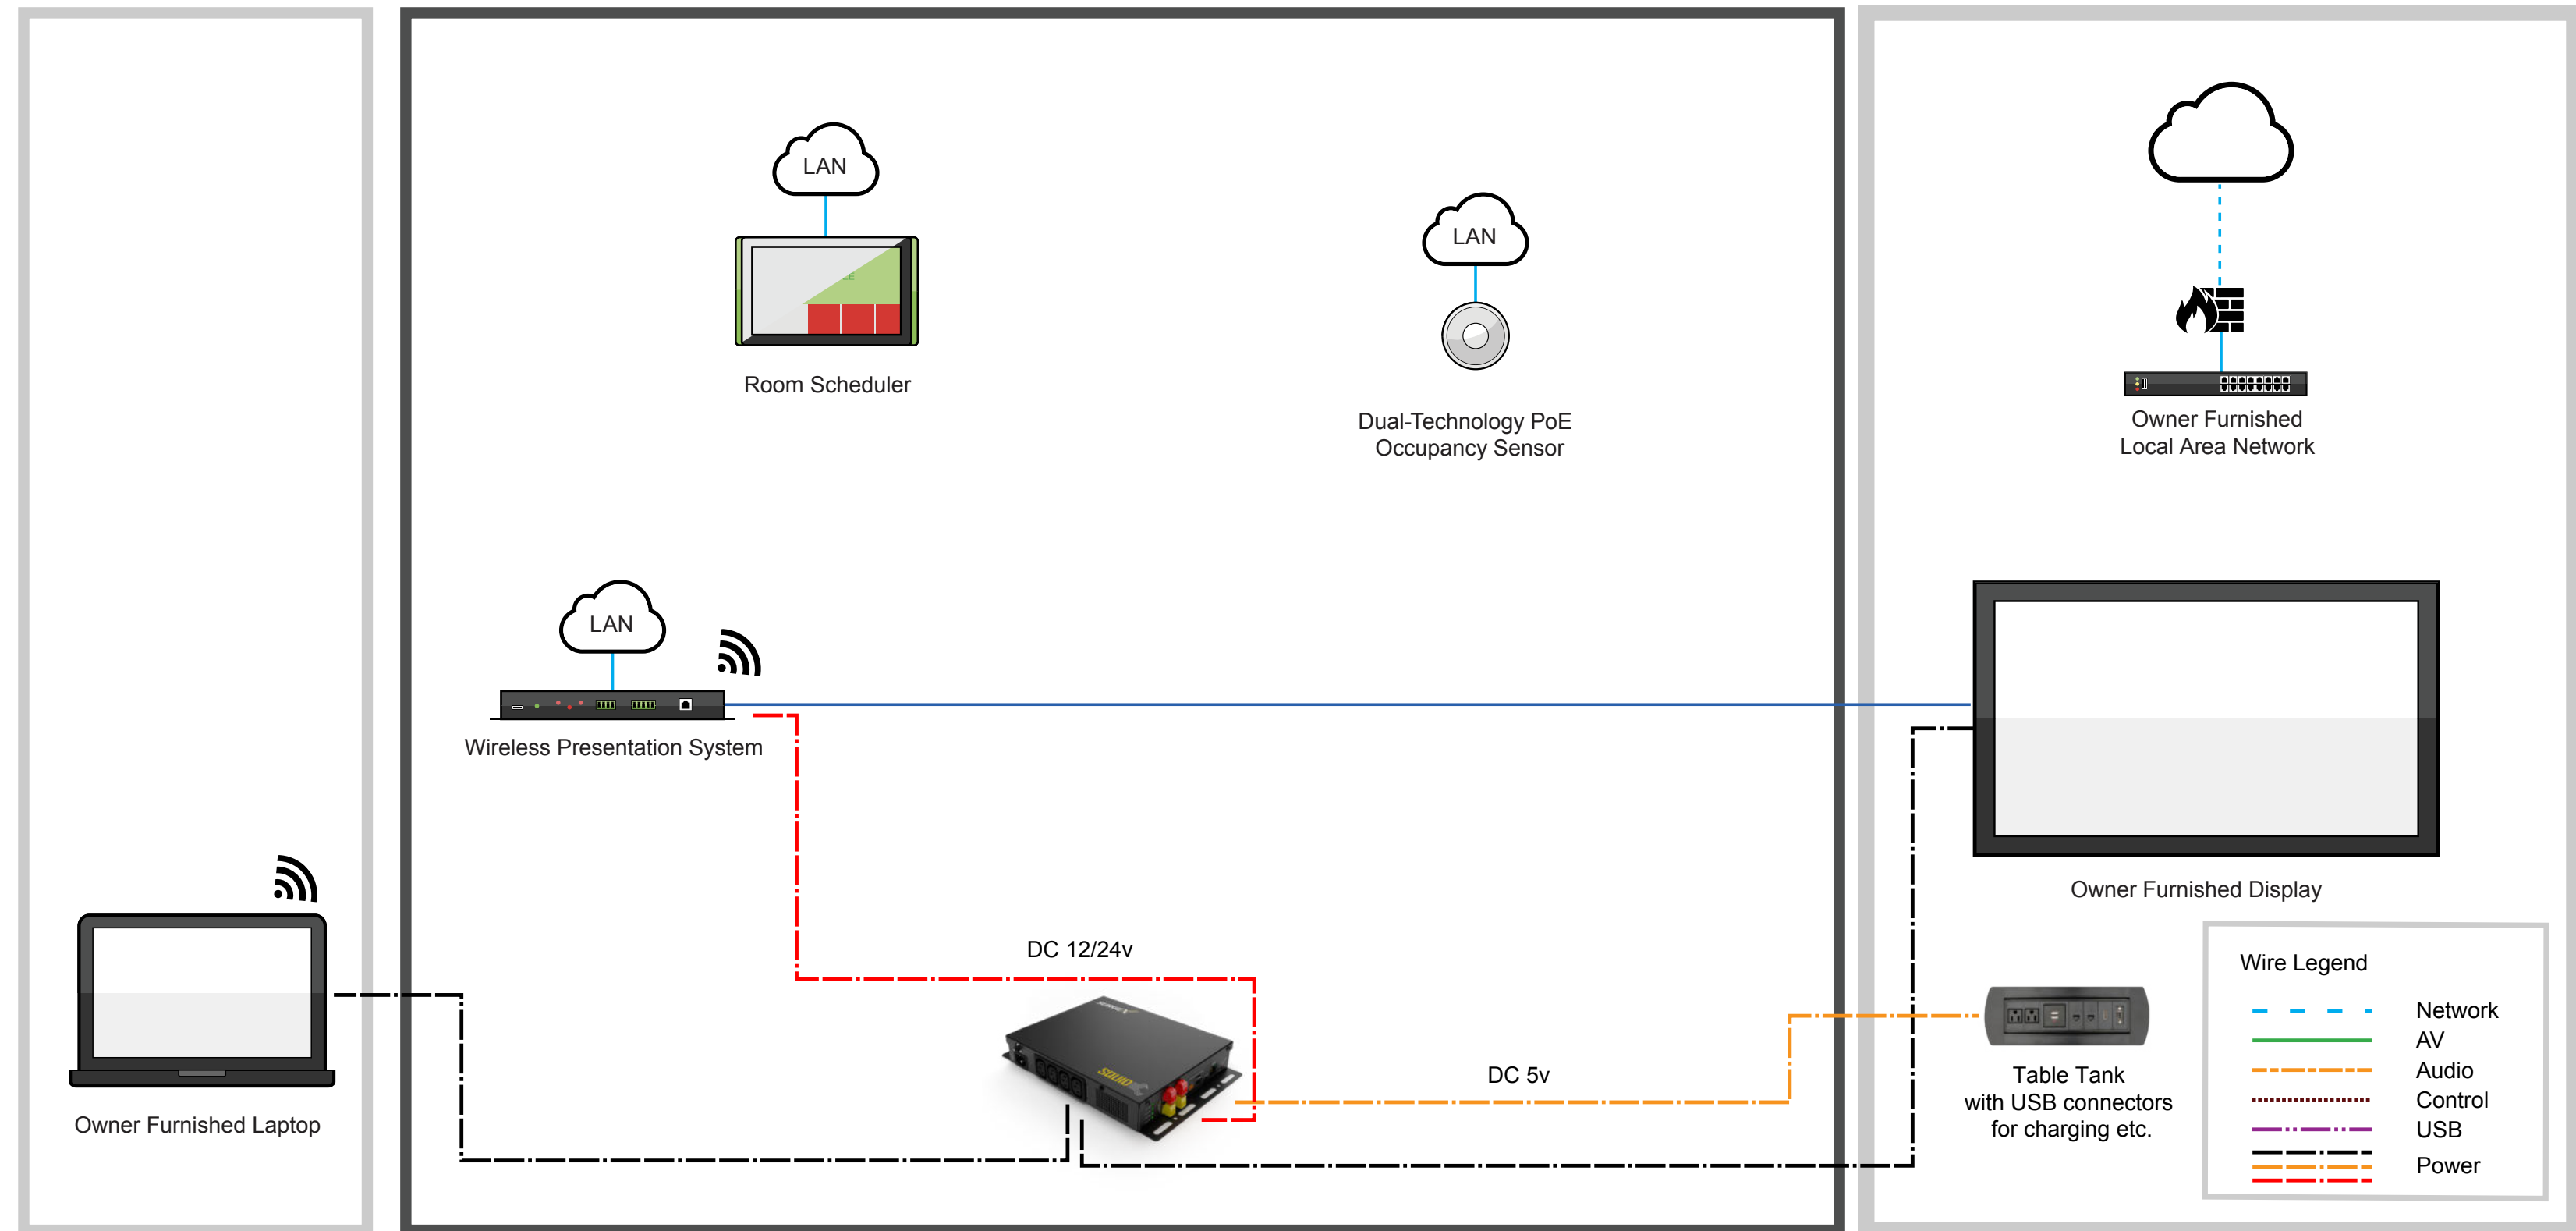 LAN
Room Scheduler
LAN
Dual-Technology PoE
Occupancy Sensor
Owner Furnished
Local Area Network
LAN
Wireless Presentation System
Owner Furnished Display
Owner Furnished Laptop
DC 12/24v
SURGEX
SQUID
DC 5v
Table Tank
with USB connectors
for charging etc.
Wire Legend
Network
AV
Audio
Control
USB
Power